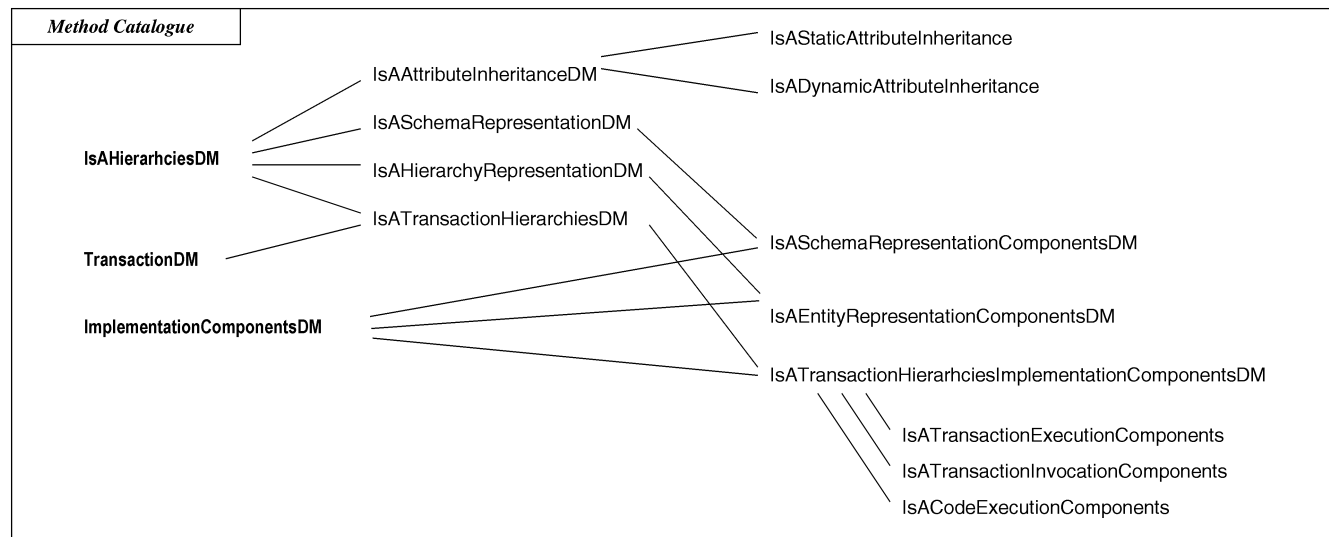 Method Catalogue
IsAStaticAttributeInheritance
IsAAttributeInheritanceDM
IsADynamicAttributeInheritance
IsASchemaRepresentationDM
IsAHierarhciesDM
IsAHierarchyRepresentationDM
IsATransactionHierarchiesDM
IsASchemaRepresentationComponentsDM
TransactionDM
IsAEntityRepresentationComponentsDM
ImplementationComponentsDM
IsATransactionHierarhciesImplementationComponentsDM
IsATransactionExecutionComponents
IsATransactionInvocationComponents
IsACodeExecutionComponents